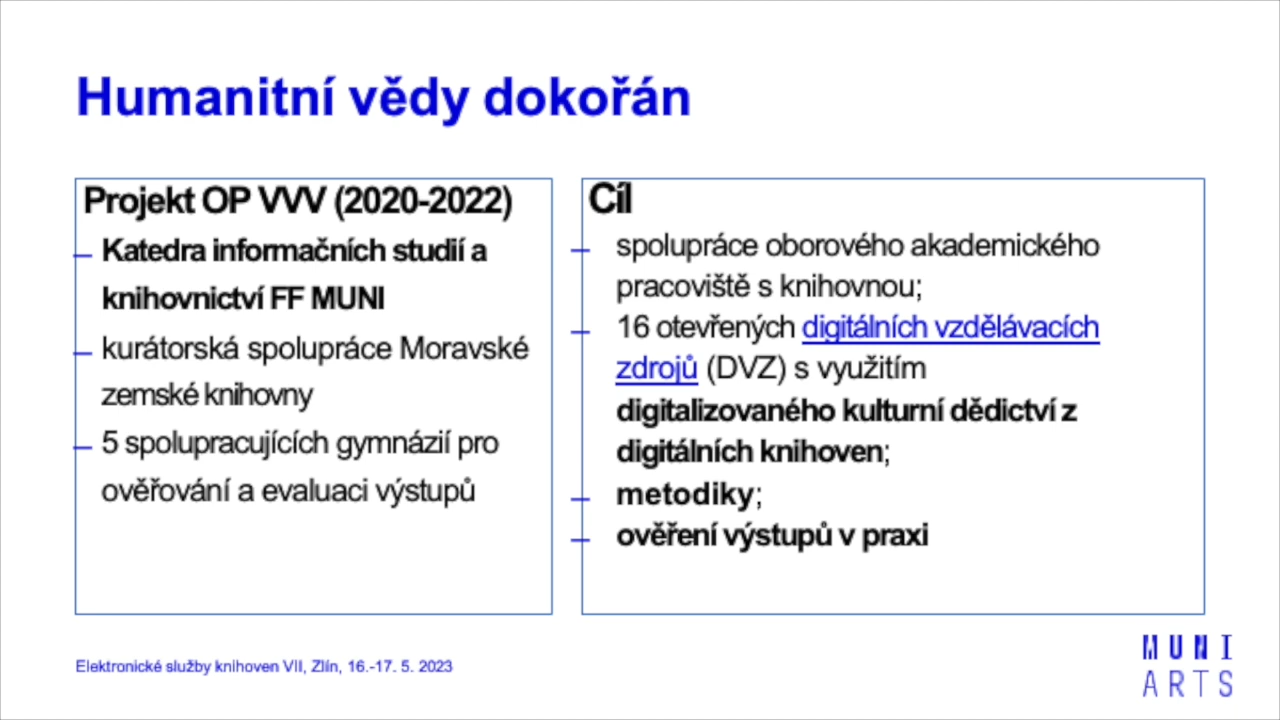 Humanitní vědy dokořán
Projekt OP VVV (2020-2022)
– Katedra informačních studií a
knihovnictví FF MUNI
– kurátorská spolupráce Moravské
zemské knihovny
– 5 spolupracujících gymnázií pro
ověřování a evaluaci výstupů
Cíl
– spolupráce oborového akademického
pracoviště s knihovnou;
– 16 otevřených digitálních vzdělávacích
zdrojů (DVZ) s využitím
digitalizovaného kulturní dědictví z
digitálních knihoven;
– metodiky;
– ověření výstupů v praxi
Elektronické služby knihoven VII, Zlín, 16.-17. 5. 2023
MUNI
ARTS